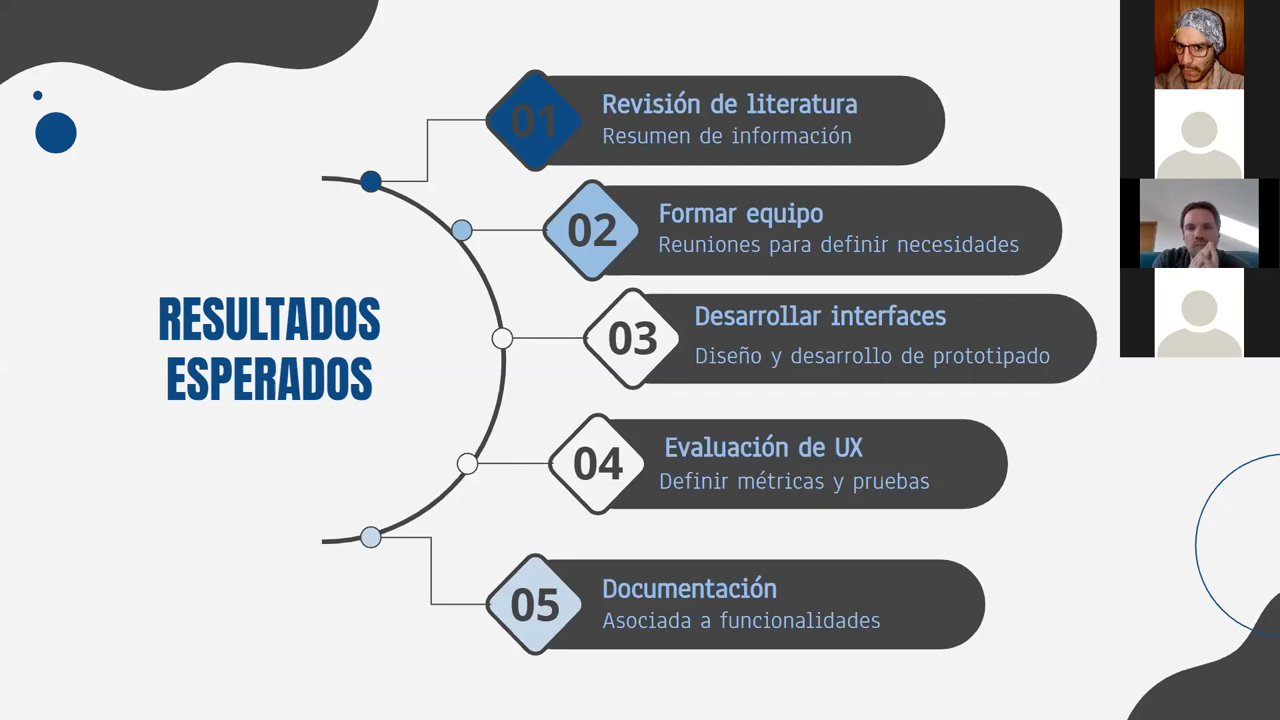 RESULTADOS
ESPERADOS
01
Revisión de literatura
Resumen de información
02
Formar equipo
Reuniones para definir necesidades
03
Desarrollar interfaces
Diseño y desarrollo de prototipado
04
Evaluación de UX
Definir métricas y pruebas
05
Documentación
Asociada a funcionalidades